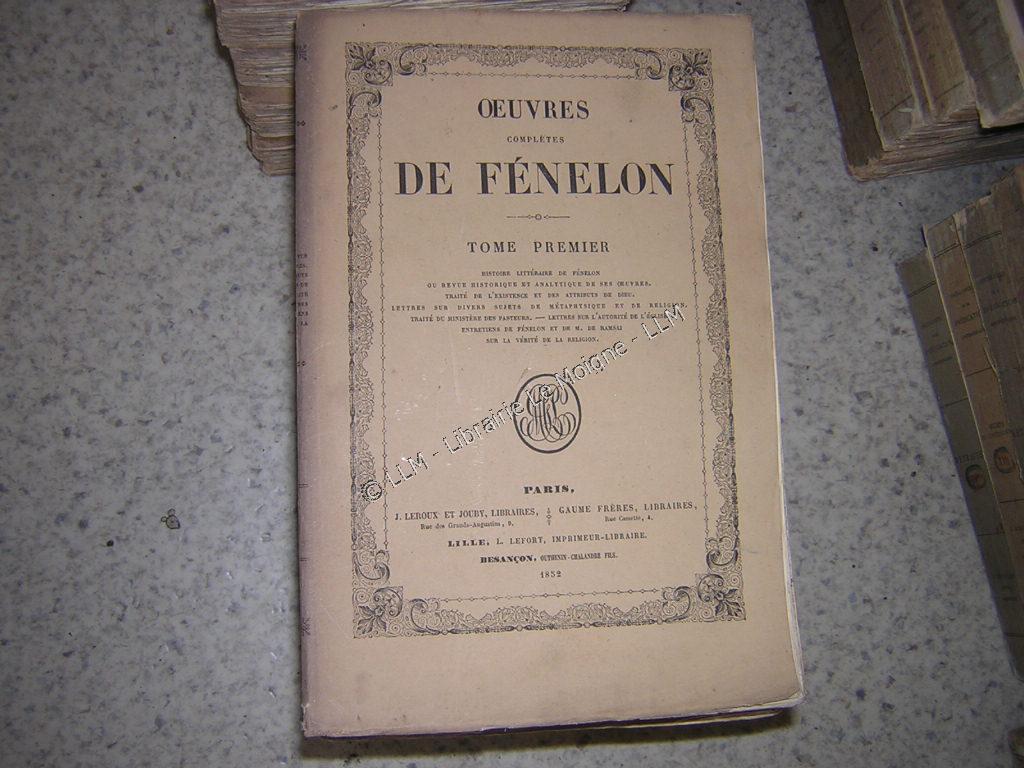 ŒUVRES
COMPLÈTES
DE FÉNELON
TOME PREMIER
HISTOIRE LITTÉRAIRE DE FÉNELON
OU REVUE HISTORIQUE ET ANALYTIQUE DE SES ŒUVRES.
TRAITÉ DE L'EXISTENCE ET DES ATTRIBUTS DE DIEU.
LETTRES SUR DIVERS SUJETS DE MÉTAPHYSIQUE ET DE RELIGION.
TRAITÉ DU MINISTÈRE DES PASTEURS. — LETTRES SUR L'AUTORITÉ DE L'ÉGLISE
ENTRETIENS DE FÉNELON ET DE M. DE RAMSAI
SUR LA VÉRITÉ DE LA RELIGION.
© LLM - Librairie Le Moigne - LLM
PARIS,
J. LEROUX ET JOUBY, LIBRAIRES,
Rue des Grands-Augustins, 9.
GAUME FRÈRES, LIBRAIRES,
Rue Cassette, 4.
LILLE, L. LEFORT, IMPRIMEUR-LIBRAIRE.
BESANÇON, OUTHENIN-CHALANDRE FILS.
1852